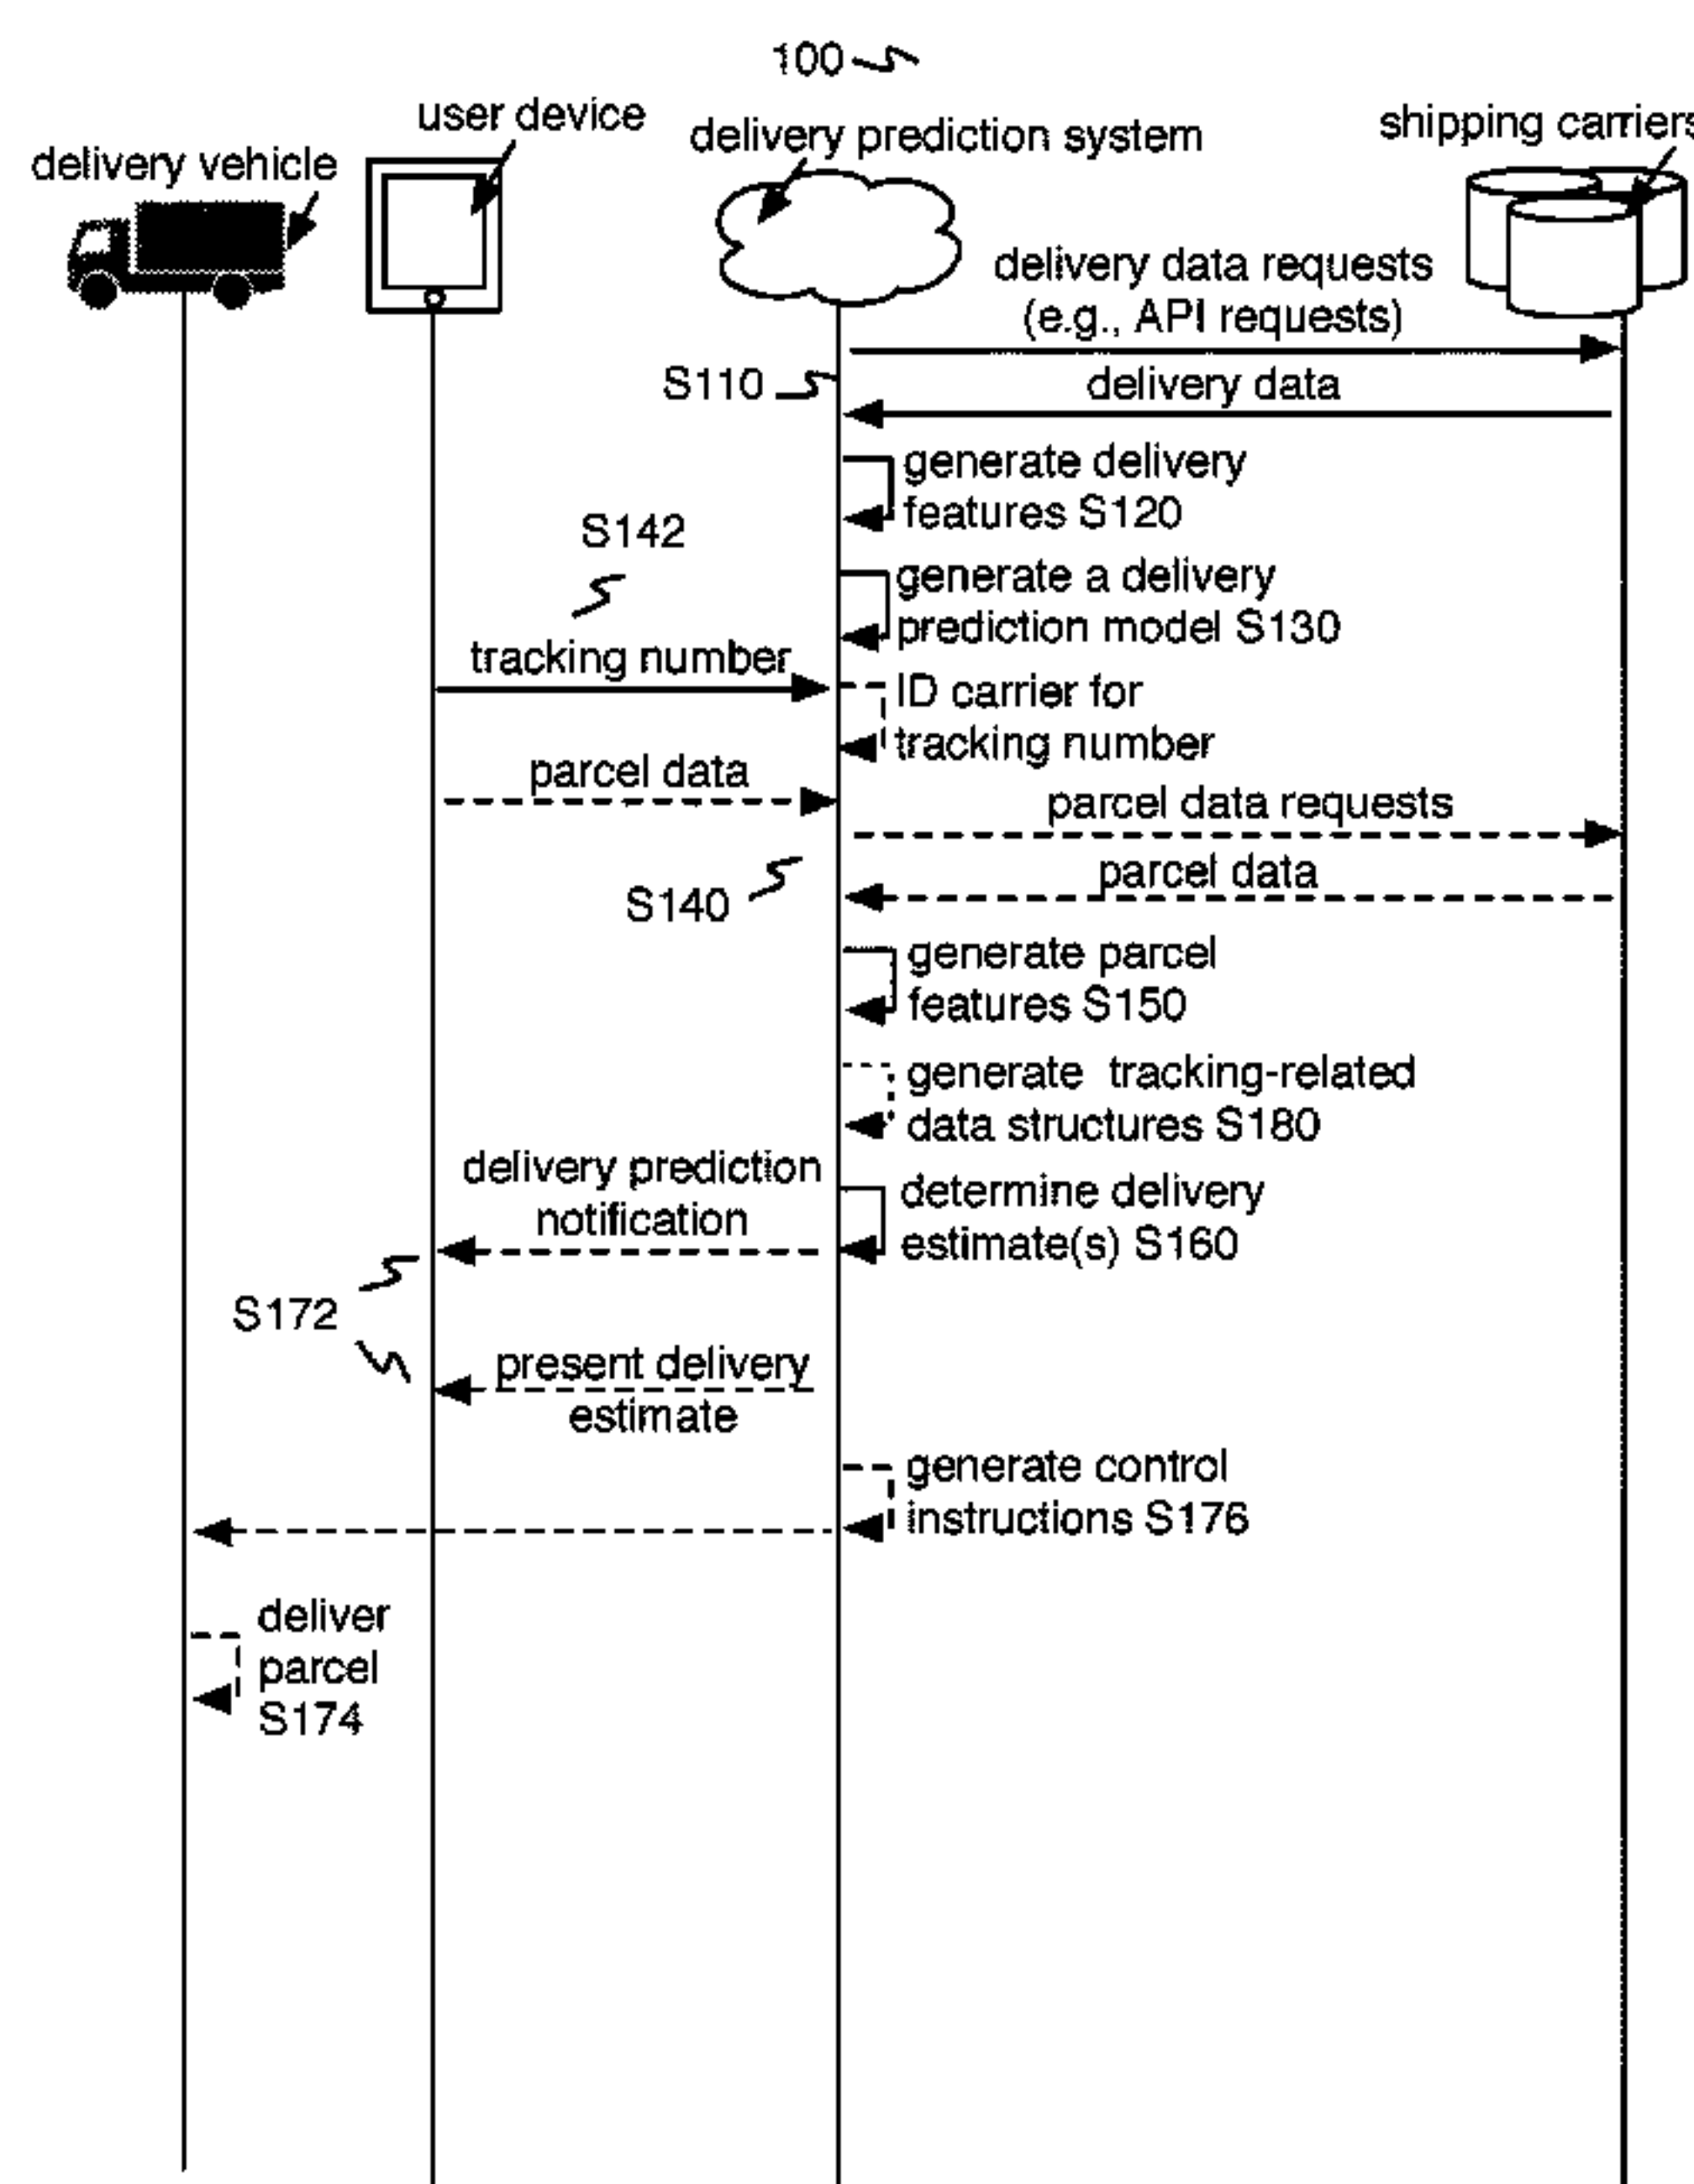 100
user device
delivery prediction system
shipping carriers
delivery vehicle
delivery data requests
(e.g., API requests)
S110
delivery data
generate delivery
features S120
S142
generate a delivery
prediction model S130
tracking number
ID carrier for
tracking number
parcel data
parcel data requests
S140
parcel data
generate parcel
features S150
generate tracking-related
data structures S180
delivery prediction
notification
determine delivery
estimate(s) S160
S172
present delivery
estimate
generate control
instructions S176
deliver
parcel
S174